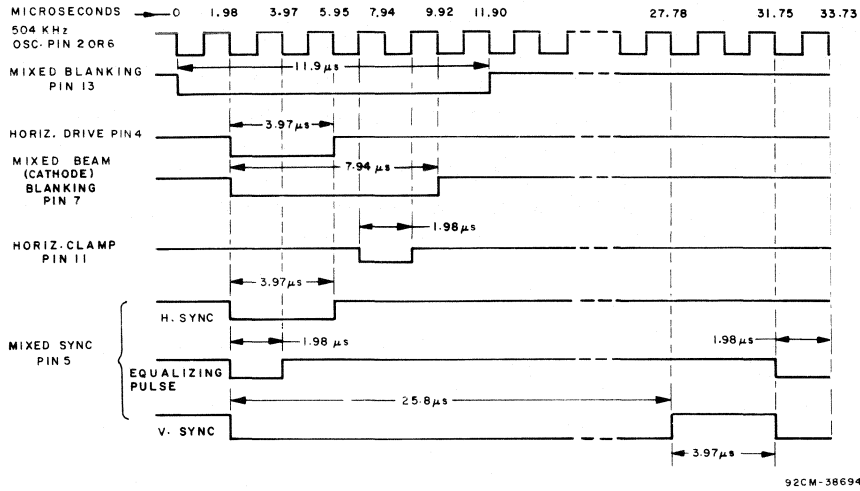 MICROSECONDS 0 1.98 3.97 5.95 7.94 9.92 11.90 27.78 31.75 33.73
504 KHz
OSC. PIN 2 OR 6
11.9 µs
MIXED BLANKING
PIN 13
3.97 µs
HORIZ. DRIVE PIN 4
7.94 µs
MIXED BEAM
(CATHODE)
BLANKING
PIN 7
1.98 µs
HORIZ. CLAMP
PIN 11
3.97 µs
H. SYNC
1.98 µs 1.98 µs
MIXED SYNC
PIN 5
EQUALIZING
PULSE
25.8 µs
V. SYNC
3.97 µs
92CM-38694